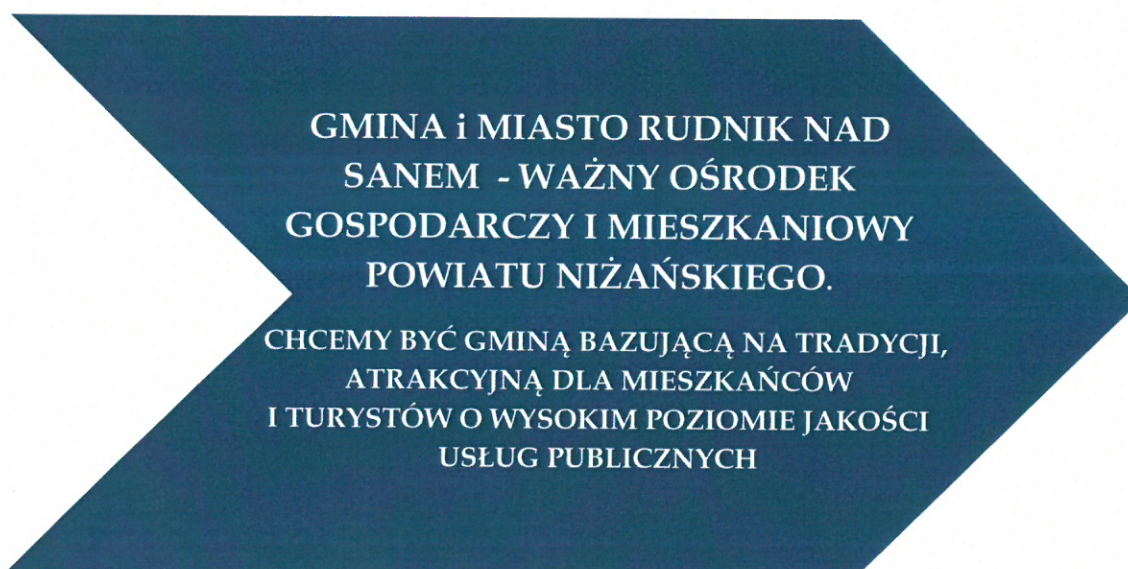 GMINA i MIASTO RUDNIK NAD
SANEM - WAŻNY OŚRODEK
GOSPODARCZY I MIESZKANIOWY
POWIATU NIŻAŃSKIEGO.
CHCEMY BYĆ GMINĄ BAZUJĄCĄ NA TRADYCJI,
ATRAKCYJNĄ DLA MIESZKAŃCÓW
I TURYSTÓW O WYSOKIM POZIOMIE JAKOŚCI
USŁUG PUBLICZNYCH